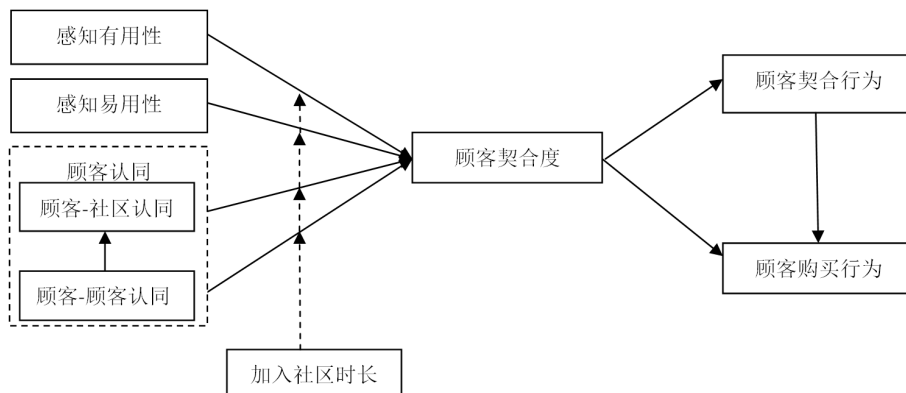 感知有用性
感知易用性
顾客认同
顾客-社区认同
顾客-顾客认同
加入社区时长
顾客契合度
顾客契合行为
顾客购买行为